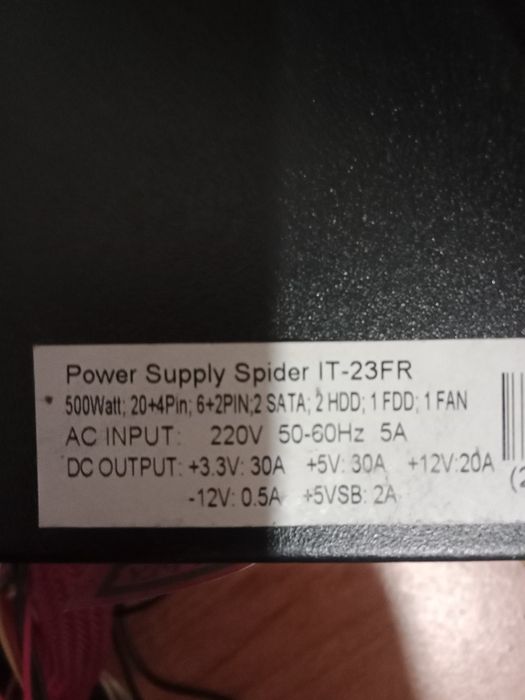 Power Supply Spider IT-23FR
500Watt; 20+4Pin; 6+2PIN;2 SATA; 2 HDD; 1 FDD; 1 FAN
AC INPUT: 220V 50-60Hz 5A
DC OUTPUT: +3.3V: 30A +5V: 30A +12V:20A
-12V: 0.5A +5VSB: 2A
(2